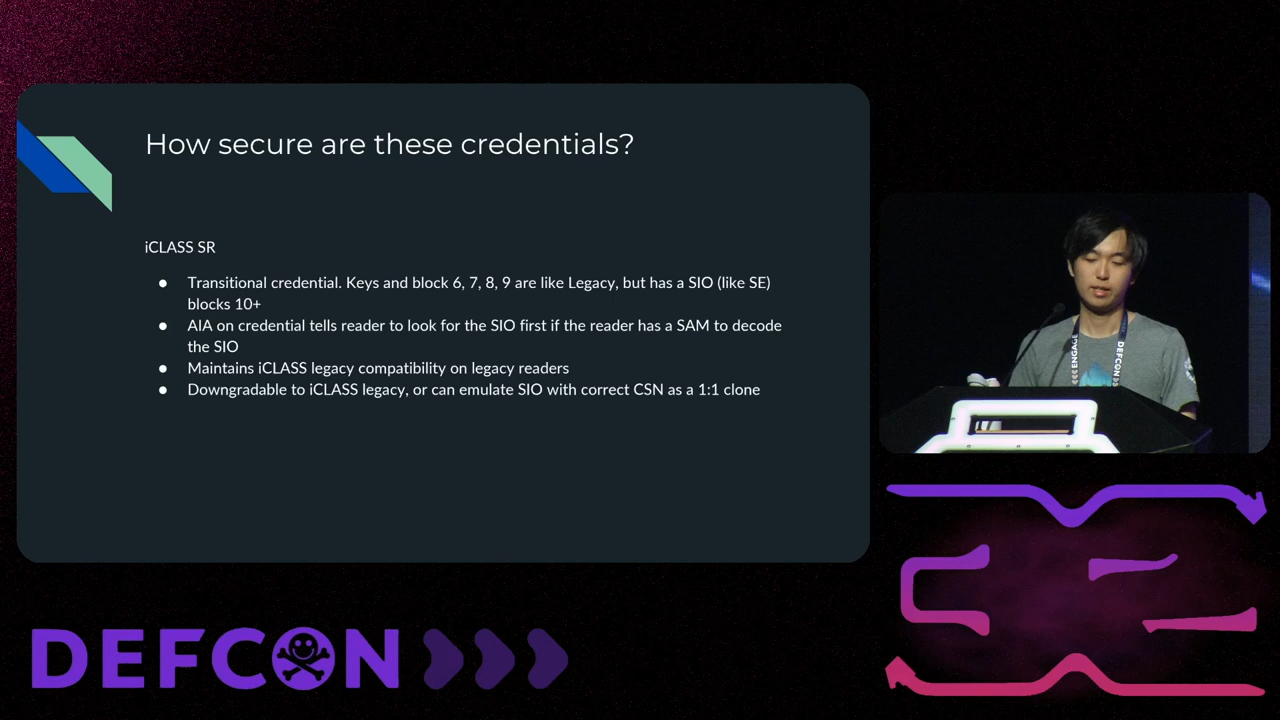 How secure are these credentials?
iCLASS SR
● Transitional credential. Keys and block 6, 7, 8, 9 are like Legacy, but has a SIO (like SE)
blocks 10+
● AIA on credential tells reader to look for the SIO first if the reader has a SAM to decode
the SIO
● Maintains iCLASS legacy compatibility on legacy readers
● Downgradable to iCLASS legacy, or can emulate SIO with correct CSN as a 1:1 clone
ENGAGE
DEFCON
DEFCON